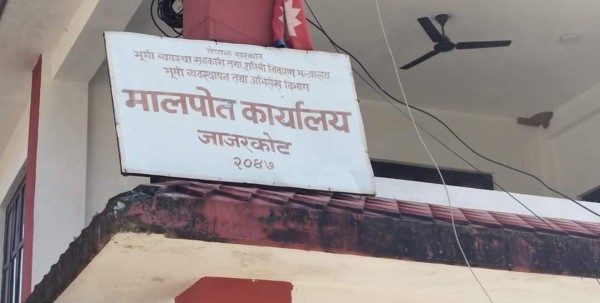 नेपाल सरकार
भूमी व्यवस्था सहकारी तथा गरिवी निवारण मन्त्रालय
भूमी व्यवस्थापन तथा अभिलेख विभाग
मालपोत कार्यालय
जाजरकोट
२०४७